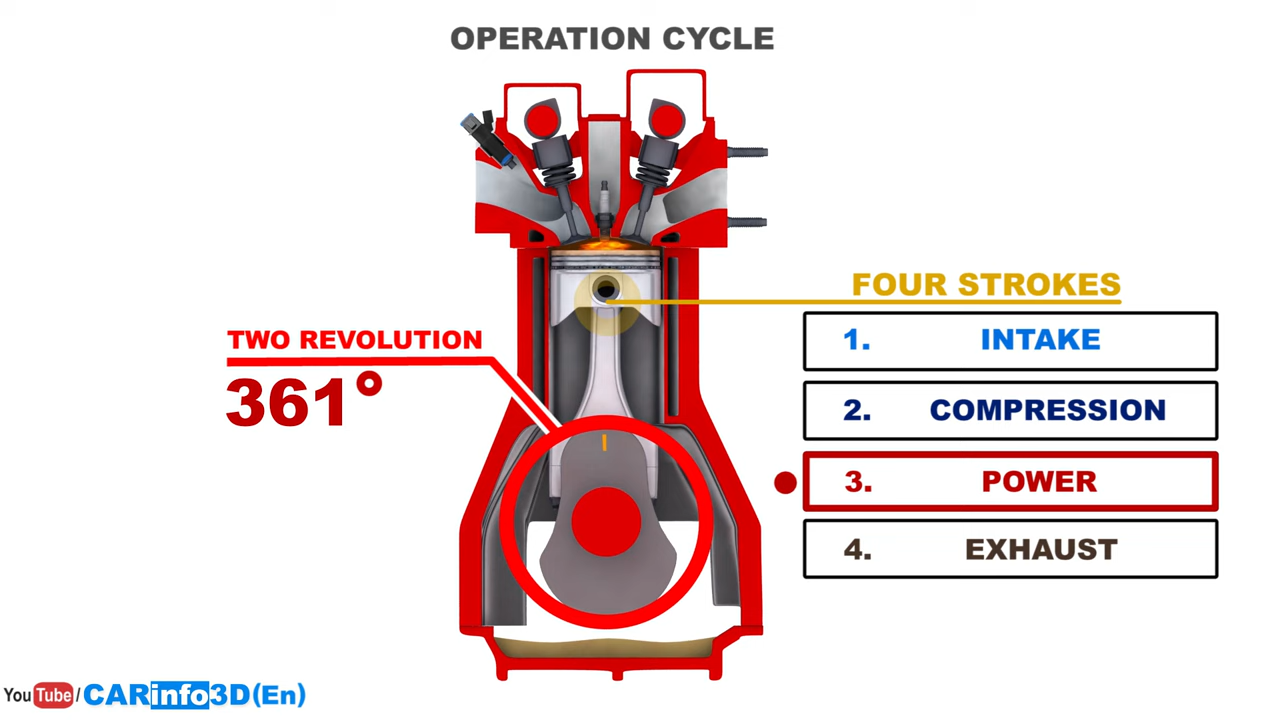 OPERATION CYCLE
FOUR STROKES
1. INTAKE
2. COMPRESSION
3. POWER
4. EXHAUST
TWO REVOLUTION
361°
YouTube/CARinfo3D(En)